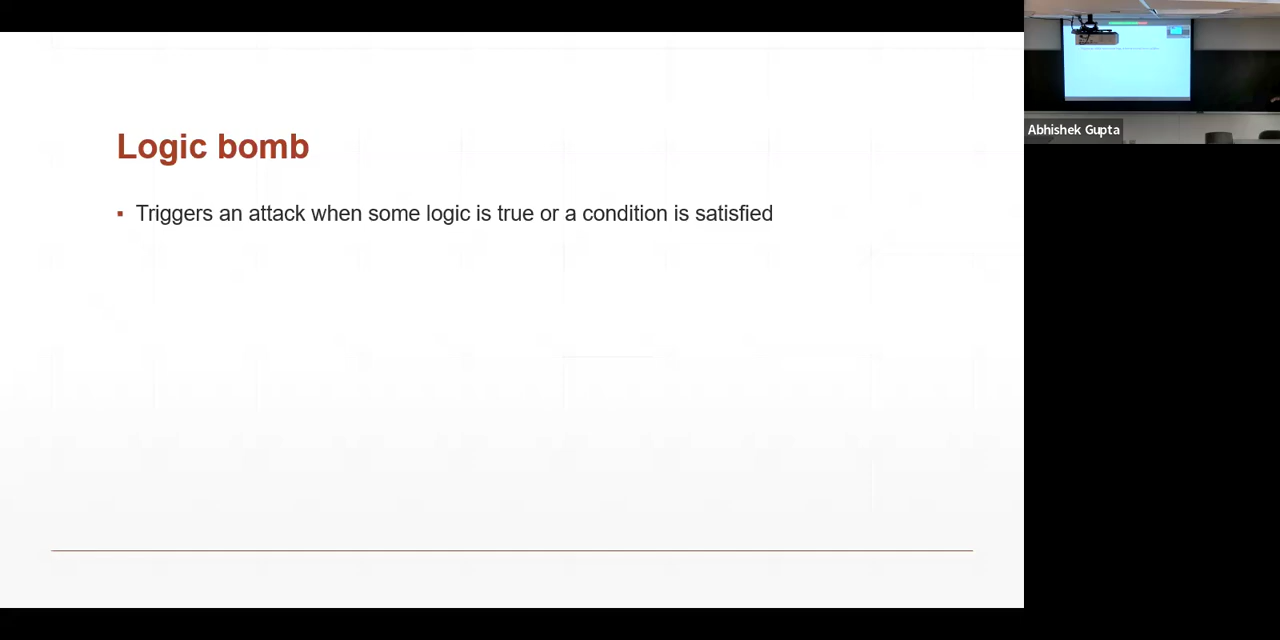 Logic bomb
▪ Triggers an attack when some logic is true or a condition is satisfied
Abhishek Gupta